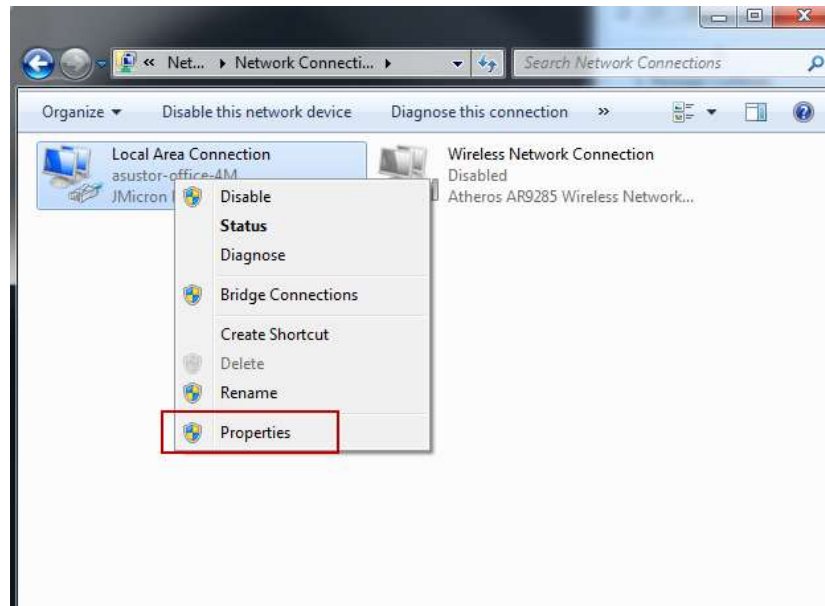 « Net... Network Connecti... Search Network Connections
Organize Disable this network device Diagnose this connection »
Local Area Connection
asustor-office-4M
JMicron
Wireless Network Connection
Disabled
Atheros AR9285 Wireless Network...
Disable
Status
Diagnose
Bridge Connections
Create Shortcut
Delete
Rename
Properties